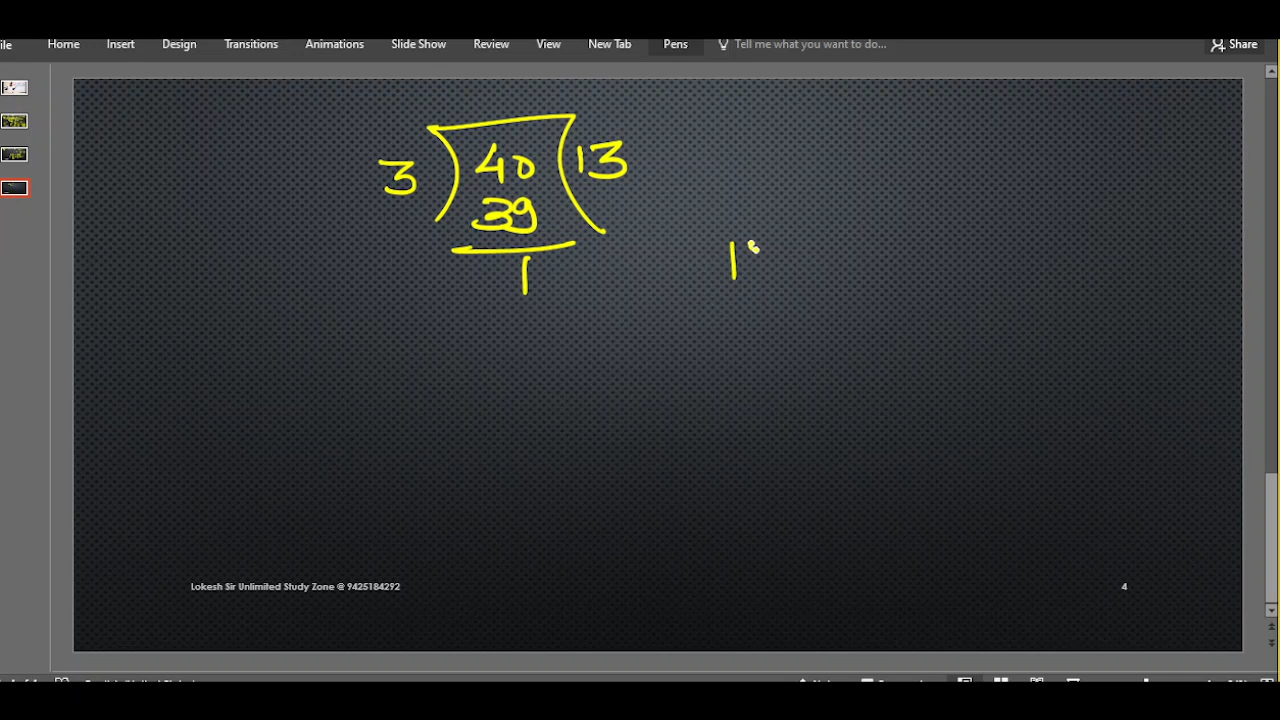 ile Home Insert Design Transitions Animations Slide Show Review View New Tab Pens Tell me what you want to do... Share
3 ) 40 ( 13
39
1
1
Lokesh Sir Unlimited Study Zone @ 9425184292 4